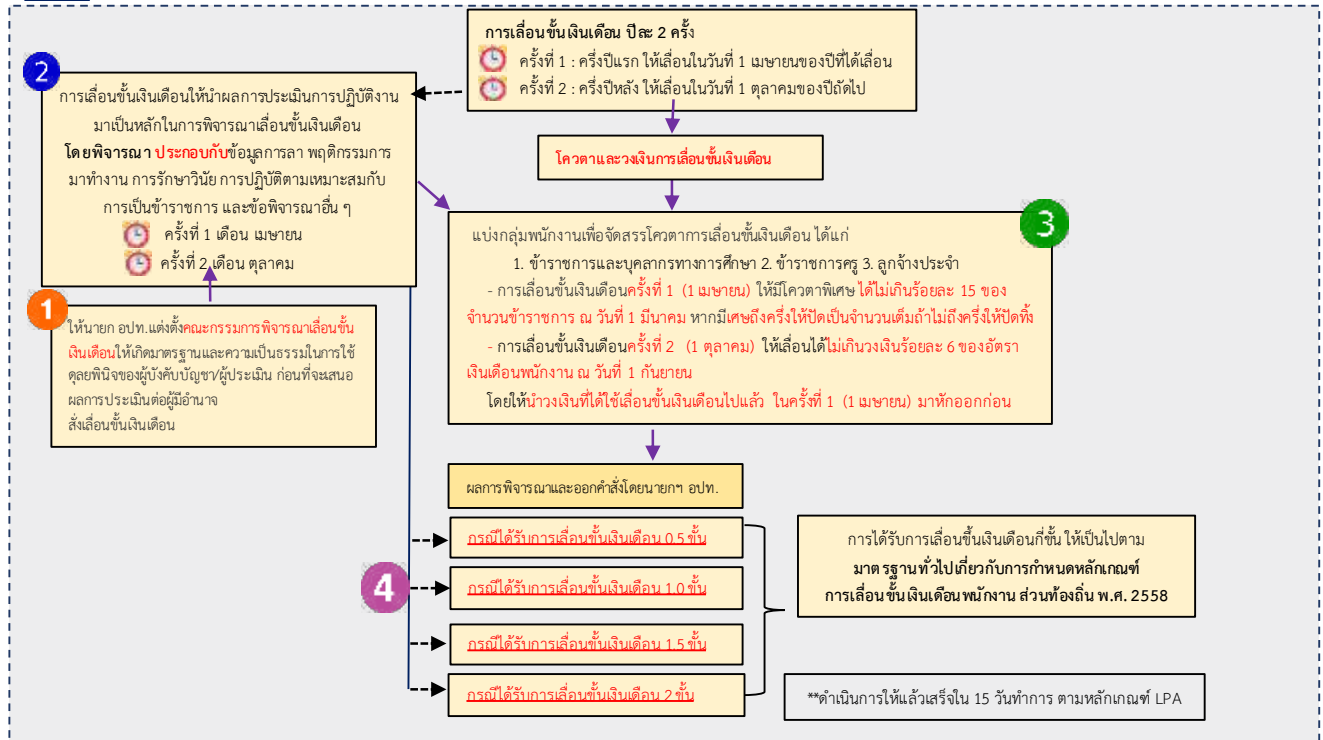 การเลื่อนขั้นเงินเดือน ปีละ 2 ครั้ง
ครั้งที่ 1 : ครึ่งปีแรก ให้เลื่อนในวันที่ 1 เมษายนของปีที่ได้เลื่อน
ครั้งที่ 2 : ครึ่งปีหลัง ให้เลื่อนในวันที่ 1 ตุลาคมของปีถัดไป
2
การเลื่อนขั้นเงินเดือนให้นำผลการประเมินการปฏิบัติงาน
มาเป็นหลักในการพิจารณาเลื่อนขั้นเงินเดือน
โดยพิจารณา ประกอบกับข้อมูลการลา พฤติกรรมการ
มาทำงาน การรักษาวินัย การปฏิบัติตามเหมาะสมกับ
การเป็นข้าราชการ และข้อพิจารณาอื่น ๆ
ครั้งที่ 1 เดือน เมษายน
ครั้งที่ 2 เดือน ตุลาคม
โควตาและวงเงินการเลื่อนขั้นเงินเดือน
3
แบ่งกลุ่มพนักงานเพื่อจัดสรรโควตาการเลื่อนขั้นเงินเดือน ได้แก่
1. ข้าราชการและบุคลากรทางการศึกษา 2. ข้าราชการครู 3. ลูกจ้างประจำ
- การเลื่อนขั้นเงินเดือนครั้งที่ 1 (1 เมษายน) ให้มีโควตาพิเศษ ได้ไม่เกินร้อยละ 15 ของ
จำนวนข้าราชการ ณ วันที่ 1 มีนาคม หากมีเศษถึงครึ่งให้ปัดเป็นจำนวนเต็มถ้าไม่ถึงครึ่งให้ปัดทิ้ง
- การเลื่อนขั้นเงินเดือนครั้งที่ 2 (1 ตุลาคม) ให้เลื่อนได้ไม่เกินวงเงินร้อยละ 6 ของอัตรา
เงินเดือนพนักงาน ณ วันที่ 1 กันยายน
โดยให้นำวงเงินที่ได้ใช้เลื่อนขั้นเงินเดือนไปแล้ว ในครั้งที่ 1 (1 เมษายน) มาหักออกก่อน
1
ให้นายก อปท.แต่งตั้งคณะกรรมการพิจารณาเลื่อนขั้น
เงินเดือนให้เกิดมาตรฐานและความเป็นธรรมในการใช้
ดุลยพินิจของผู้บังคับบัญชา/ผู้ประเมิน ก่อนที่จะเสนอ
ผลการประเมินต่อผู้มีอำนาจ
สั่งเลื่อนขั้นเงินเดือน
ผลการพิจารณาและออกคำสั่งโดยนายกฯ อปท.
4
กรณีได้รับการเลื่อนขั้นเงินเดือน 0.5 ขั้น
กรณีได้รับการเลื่อนขั้นเงินเดือน 1.0 ขั้น
กรณีได้รับการเลื่อนขั้นเงินเดือน 1.5 ขั้น
กรณีได้รับการเลื่อนขั้นเงินเดือน 2 ขั้น
การได้รับการเลื่อนขึ้นเงินเดือนกี่ขั้น ให้เป็นไปตาม
มาตรฐานทั่วไปเกี่ยวกับการกำหนดหลักเกณฑ์
การเลื่อนขั้นเงินเดือนพนักงาน ส่วนท้องถิ่น พ.ศ. 2558
**ดำเนินการให้แล้วเสร็จใน 15 วันทำการ ตามหลักเกณฑ์ LPA